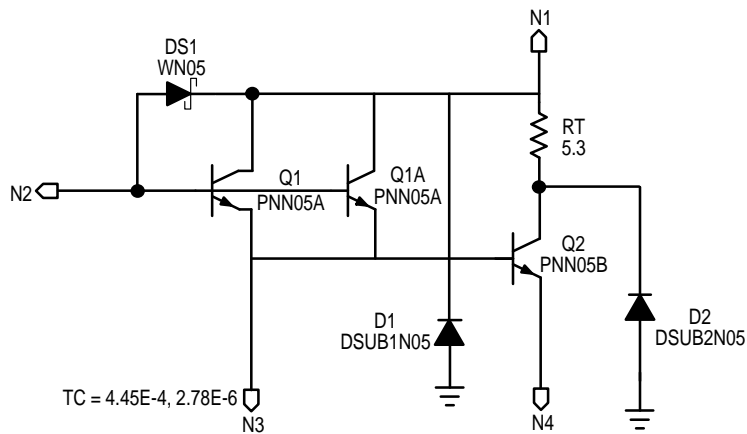 N1
DS1
WN05
RT
5.3
N2
Q1
PNN05A
Q1A
PNN05A
Q2
PNN05B
D1
DSUB1N05
D2
DSUB2N05
TC = 4.45E-4, 2.78E-6
N3
N4